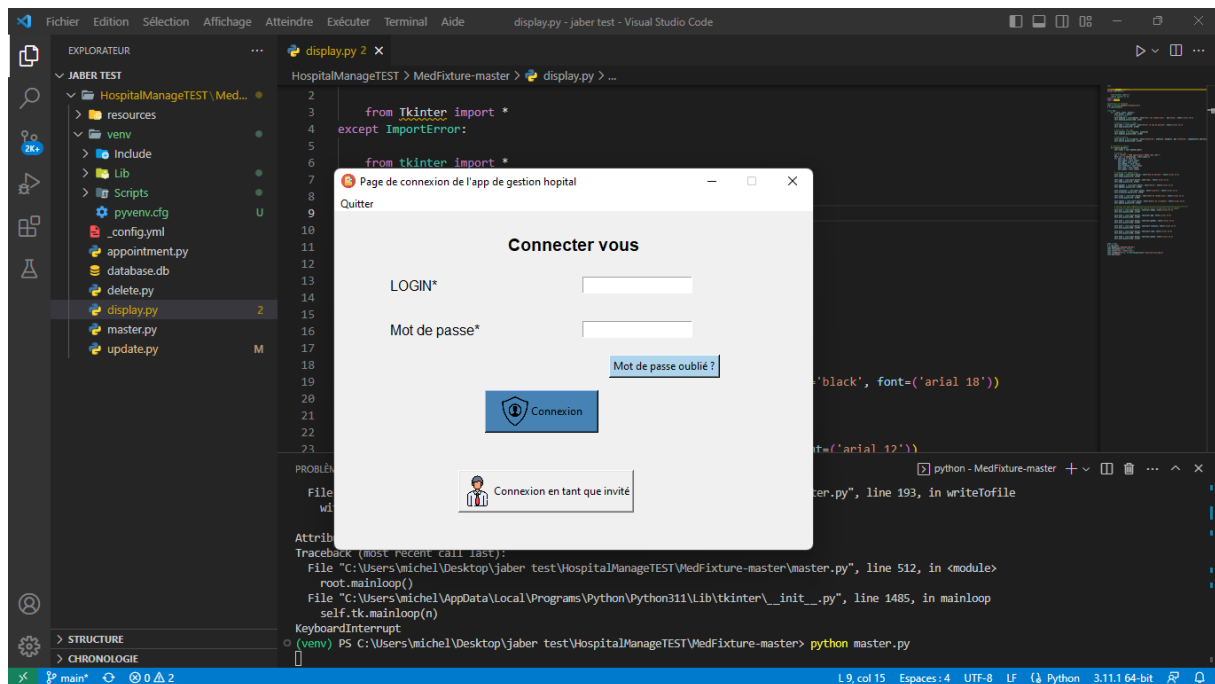 Fichier Edition Sélection Affichage Atteindre Exécuter Terminal Aide display.py - jaber test - Visual Studio Code
EXPLORATEUR
JABER TEST
HospitalManageTEST \ Med...
resources
venv
Include
Lib
Scripts
pyvenv.cfg U
_config.yml
appointment.py
database.db
delete.py
display.py 2
master.py
update.py M
STRUCTURE
CHRONOLOGIE
2K+
display.py 2
HospitalManageTEST > MedFixture-master > display.py > ...
2
3 from Tkinter import *
4 except ImportError:
5
6 from tkinter import *
7
8
9
10
11
12
13
14
15
16
17
18
19 'black', font=('arial 18'))
20
21
22
23 nt=('arial 12'))
Page de connexion de l'app de gestion hopital
Quitter
Connecter vous
LOGIN*
Mot de passe*
Mot de passe oublié ?
Connexion
Connexion en tant que invité
PROBLÈM
python - MedFixture-master
File ter.py", line 193, in writeTofile
wi
Attrib
Traceback (most recent call last):
File "C:\Users\michel\Desktop\jaber test\HospitalManageTEST\MedFixture-master\master.py", line 512, in <module>
root.mainloop()
File "C:\Users\michel\AppData\Local\Programs\Python\Python311\Lib\tkinter\__init__.py", line 1485, in mainloop
self.tk.mainloop(n)
KeyboardInterrupt
(venv) PS C:\Users\michel\Desktop\jaber test\HospitalManageTEST\MedFixture-master> python master.py
main* 0 2 L 9, col 15 Espaces : 4 UTF-8 LF Python 3.11.1 64-bit